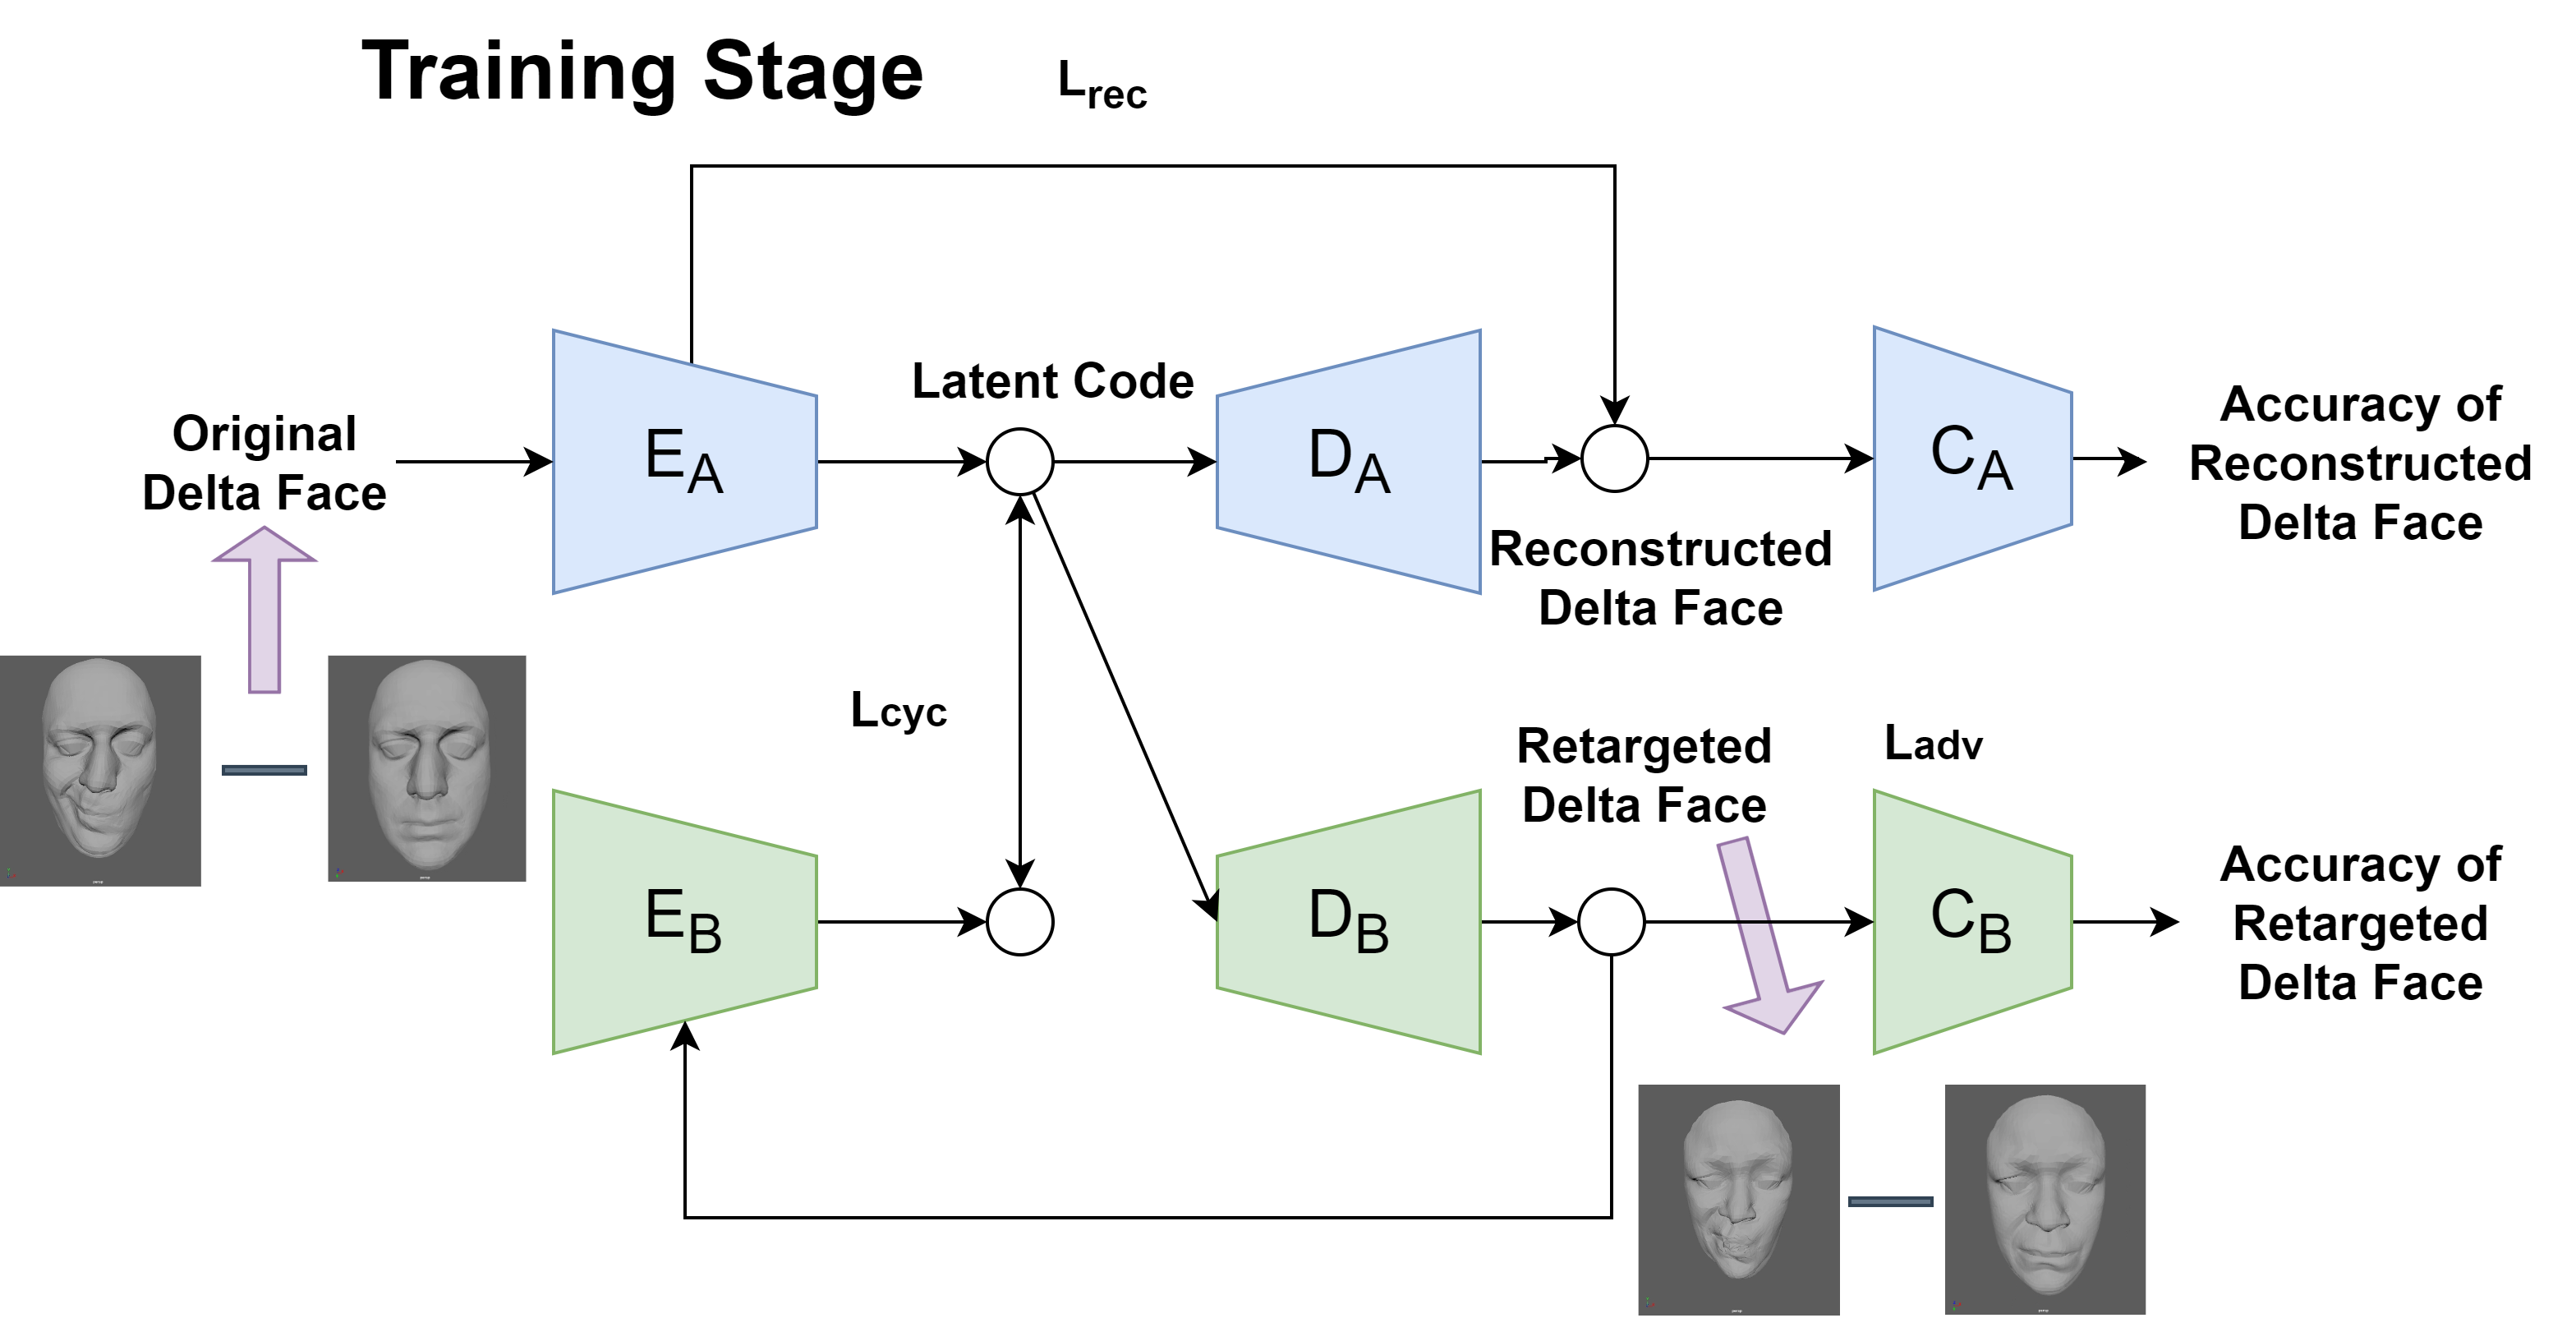 Training Stage
Lrec
Latent Code
Original
Delta Face
EA
DA
CA
Accuracy of
Reconstructed
Delta Face
Reconstructed
Delta Face
Lcyc
Retargeted
Delta Face
Ladv
EB
DB
CB
Accuracy of
Retargeted
Delta Face